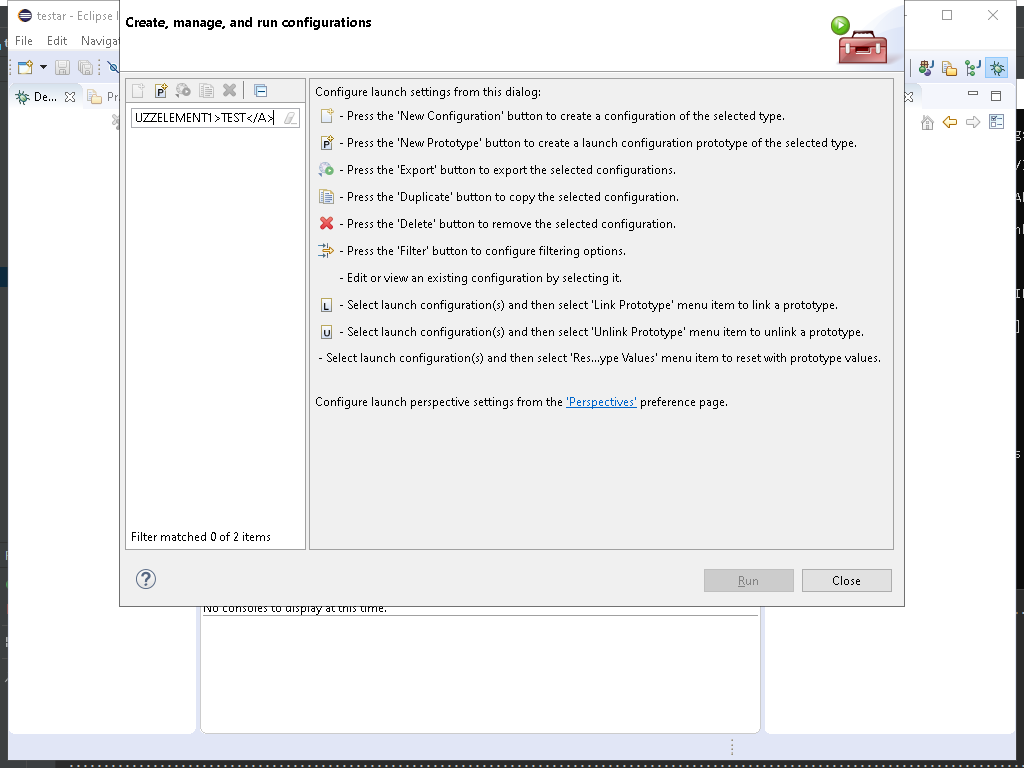 testar - Eclipse I
Create, manage, and run configurations
File Edit Navigat
De...
Pr
UZZELEMENT1>TEST</A>
Configure launch settings from this dialog:
- Press the 'New Configuration' button to create a configuration of the selected type.
- Press the 'New Prototype' button to create a launch configuration prototype of the selected type.
- Press the 'Export' button to export the selected configurations.
- Press the 'Duplicate' button to copy the selected configuration.
- Press the 'Delete' button to remove the selected configuration.
- Press the 'Filter' button to configure filtering options.
- Edit or view an existing configuration by selecting it.
L - Select launch configuration(s) and then select 'Link Prototype' menu item to link a prototype.
U - Select launch configuration(s) and then select 'Unlink Prototype' menu item to unlink a prototype.
- Select launch configuration(s) and then select 'Res...ype Values' menu item to reset with prototype values.
Configure launch perspective settings from the 'Perspectives' preference page.
Filter matched 0 of 2 items
Run
Close
No consoles to display at this time.